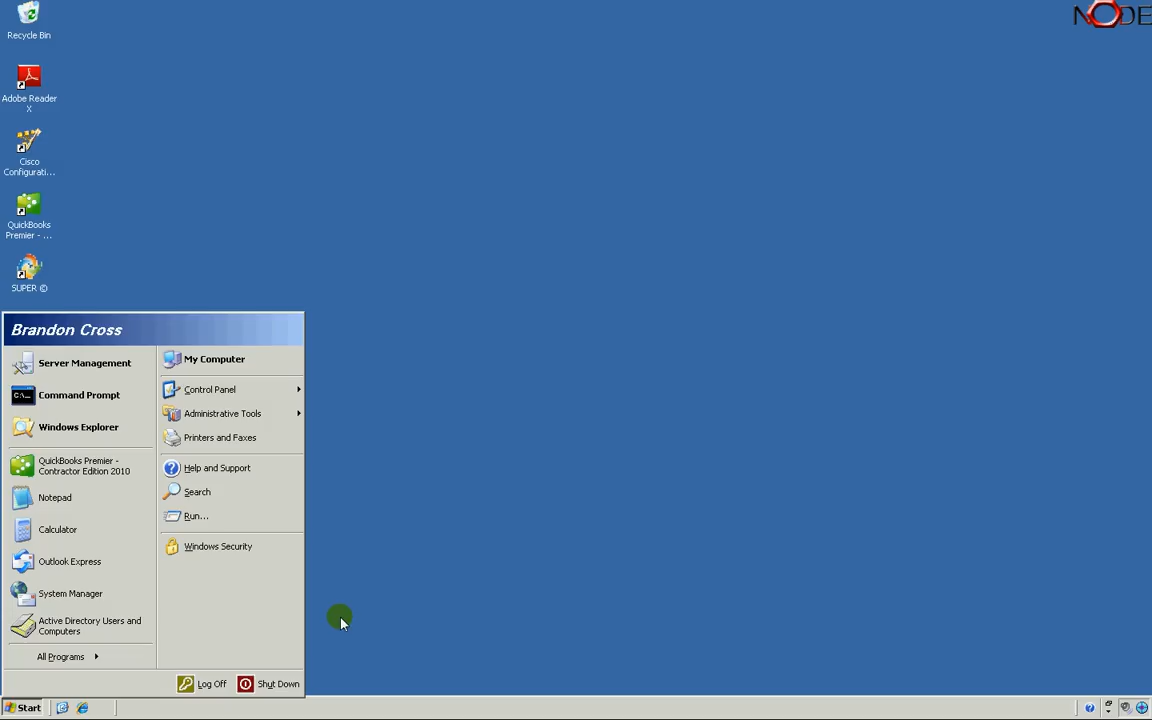 NODE
Recycle Bin
Adobe Reader
X
Cisco
Configurati...
QuickBooks
Premier - ...
SUPER ©
Brandon Cross
Server Management
Command Prompt
Windows Explorer
QuickBooks Premier -
Contractor Edition 2010
Notepad
Calculator
Outlook Express
System Manager
Active Directory Users and
Computers
All Programs
My Computer
Control Panel
Administrative Tools
Printers and Faxes
Help and Support
Search
Run...
Windows Security
Log Off
Shut Down
Start